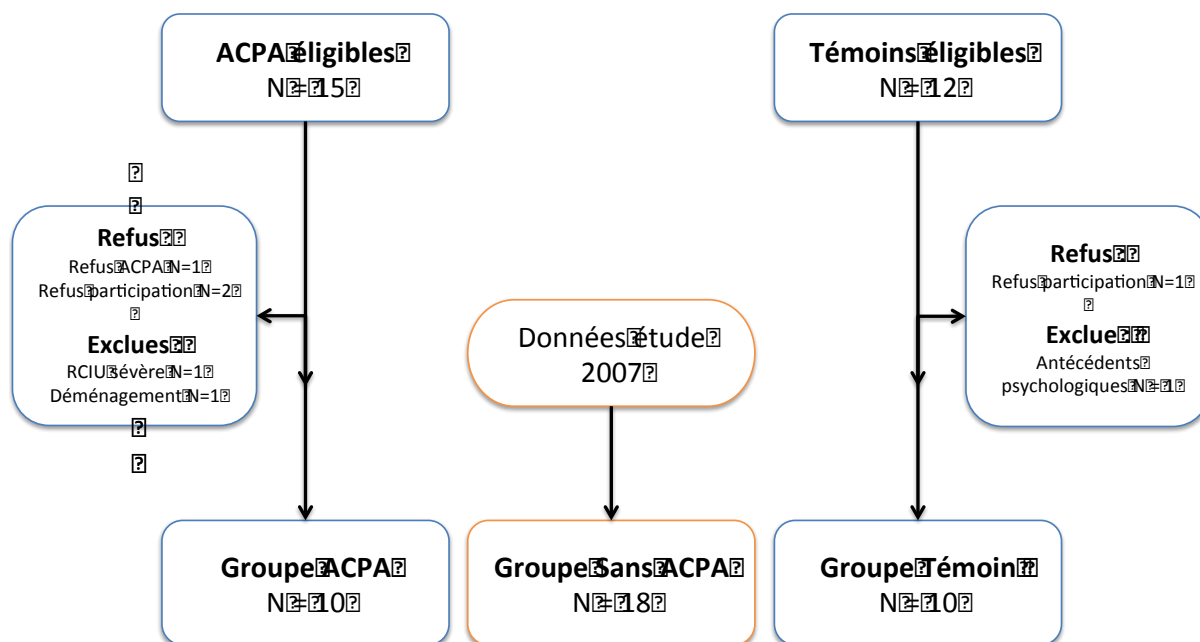 ACPA éligibles
N = 15
Témoins éligibles
N = 12
Refus
Refus ACPA N=1
Refus participation N=2
Exclues
RCIU sévère N=1
Déménagement N=1
Données étude
2007
Refus
Refus participation N=1
Exclue
Antécédents
psychologiques N = 1
Groupe ACPA
N = 10
Groupe Sans ACPA
N = 18
Groupe Témoin
N = 10